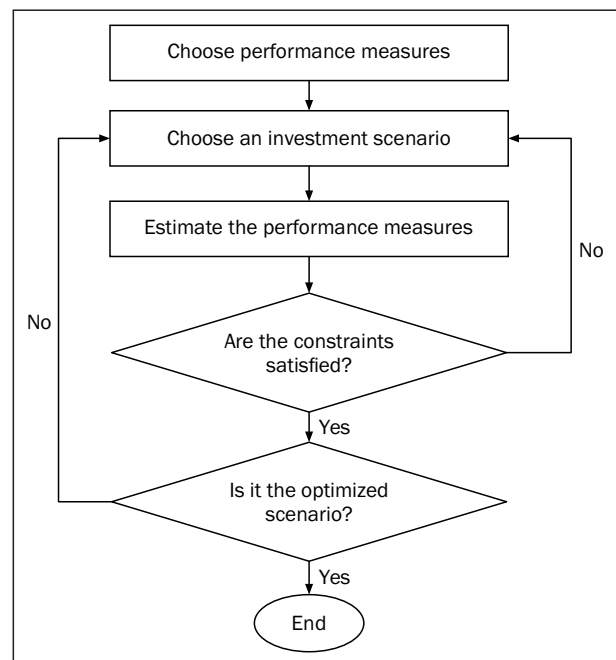 Choose performance measures
Choose an investment scenario
Estimate the performance measures
No
No
Are the constraints
satisfied?
Yes
Is it the optimized
scenario?
Yes
End